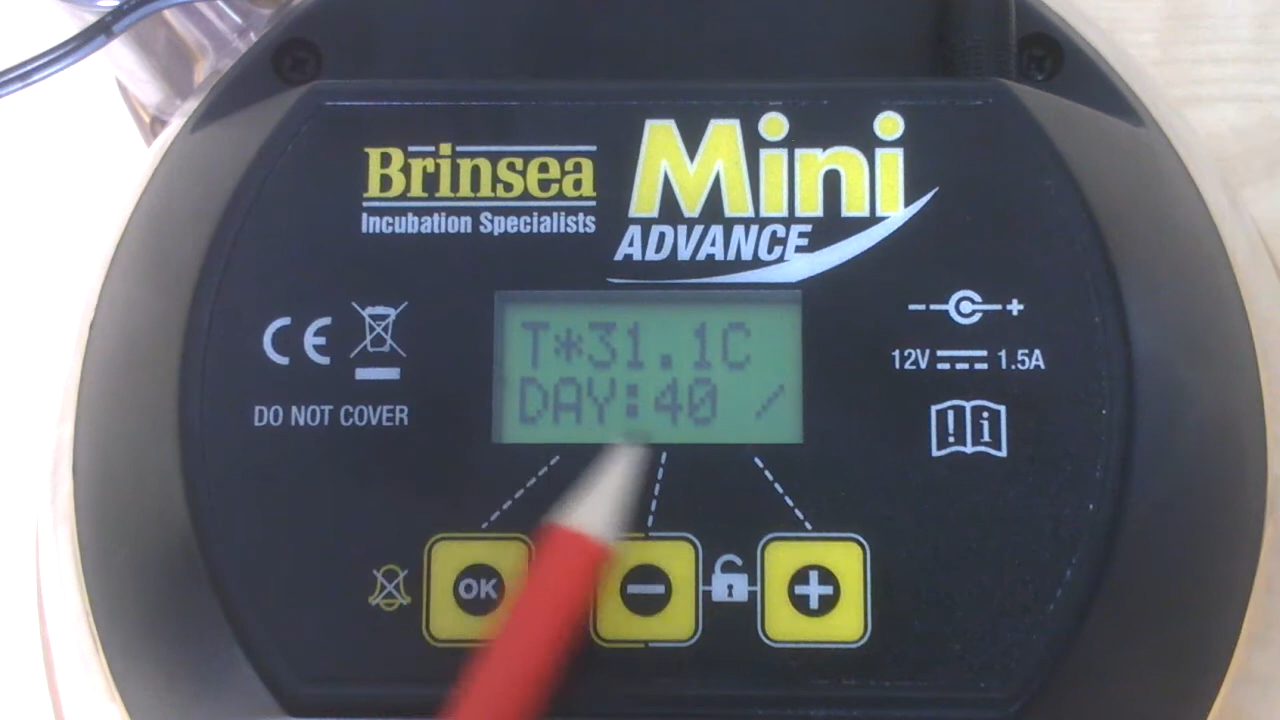 Brinsea
Incubation Specialists
Mini
ADVANCE
CE
DO NOT COVER
T*31.1C
DAY:40 /
- +
12V 1.5A
! i
OK - +